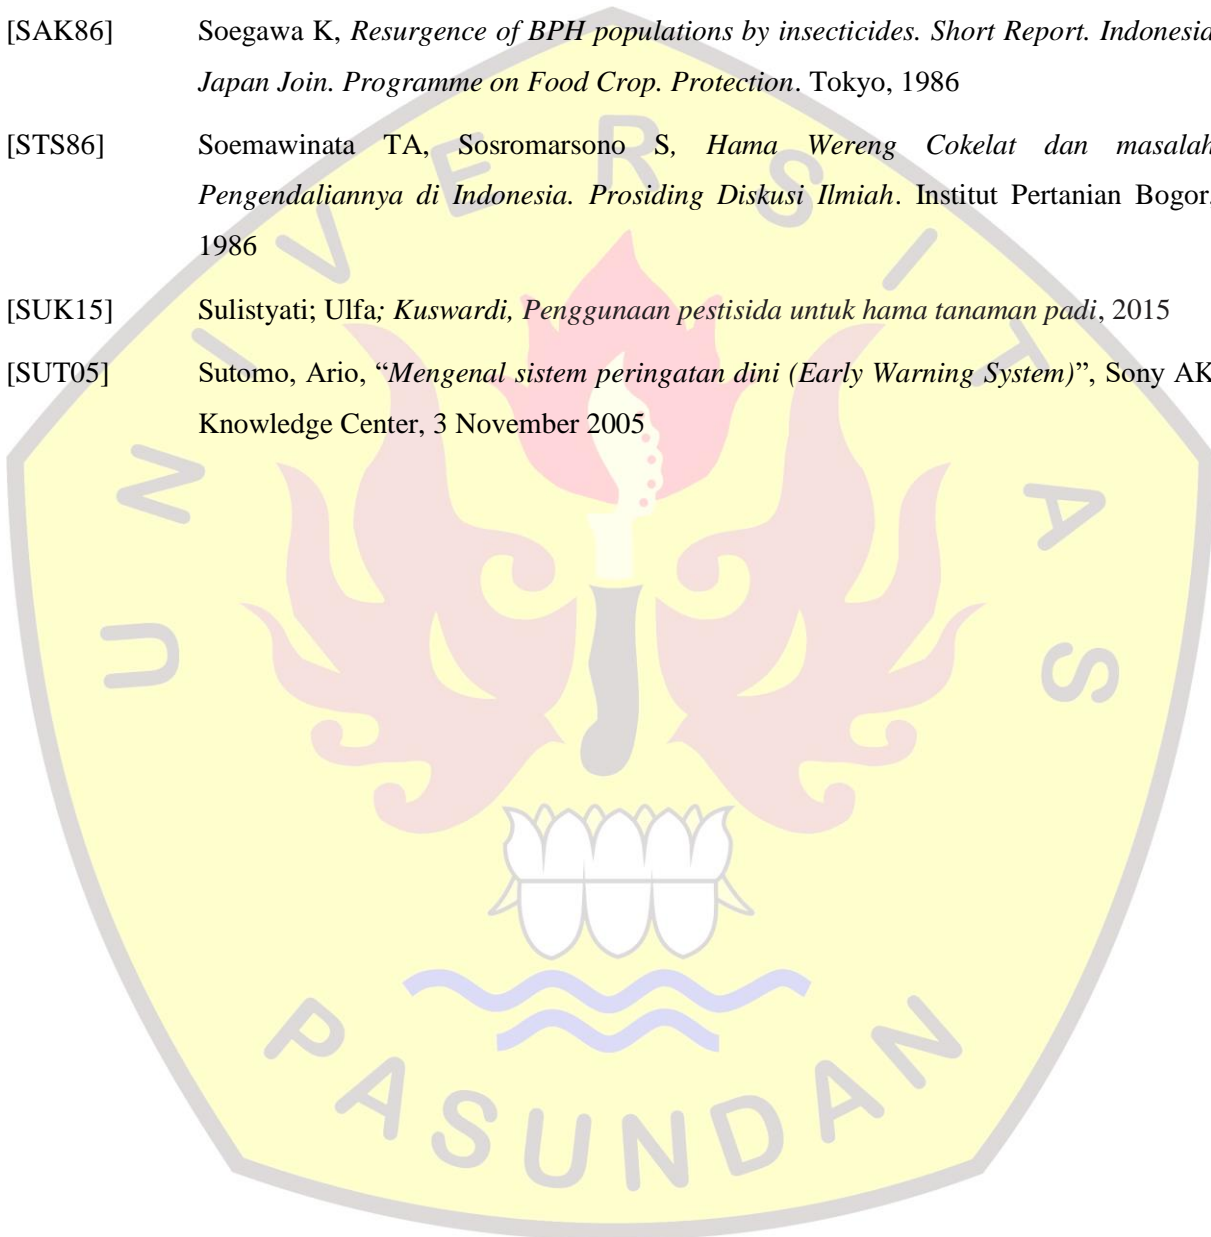 [SAK86] Soegawa K, Resurgence of BPH populations by insecticides. Short Report. Indonesia
Japan Join. Programme on Food Crop. Protection. Tokyo, 1986
[STS86] Soemawinata TA, Sosromarsono S, Hama Wereng Cokelat dan masalah
Pengendaliannya di Indonesia. Prosiding Diskusi Ilmiah. Institut Pertanian Bogor,
1986
[SUK15] Sulistyati; Ulfa; Kuswardi, Penggunaan pestisida untuk hama tanaman padi, 2015
[SUT05] Sutomo, Ario, “Mengenal sistem peringatan dini (Early Warning System)”, Sony AK
Knowledge Center, 3 November 2005
UNIVERSITAS
PASUNDAN